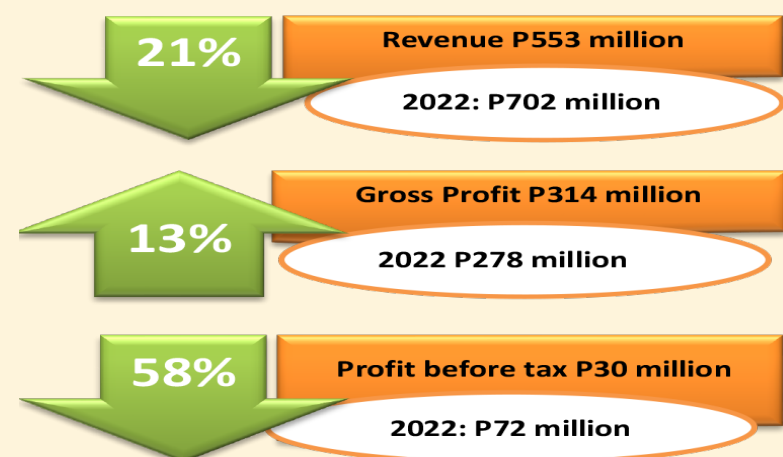 21%
Revenue P553 million
2022: P702 million
13%
Gross Profit P314 million
2022 P278 million
58%
Profit before tax P30 million
2022: P72 million